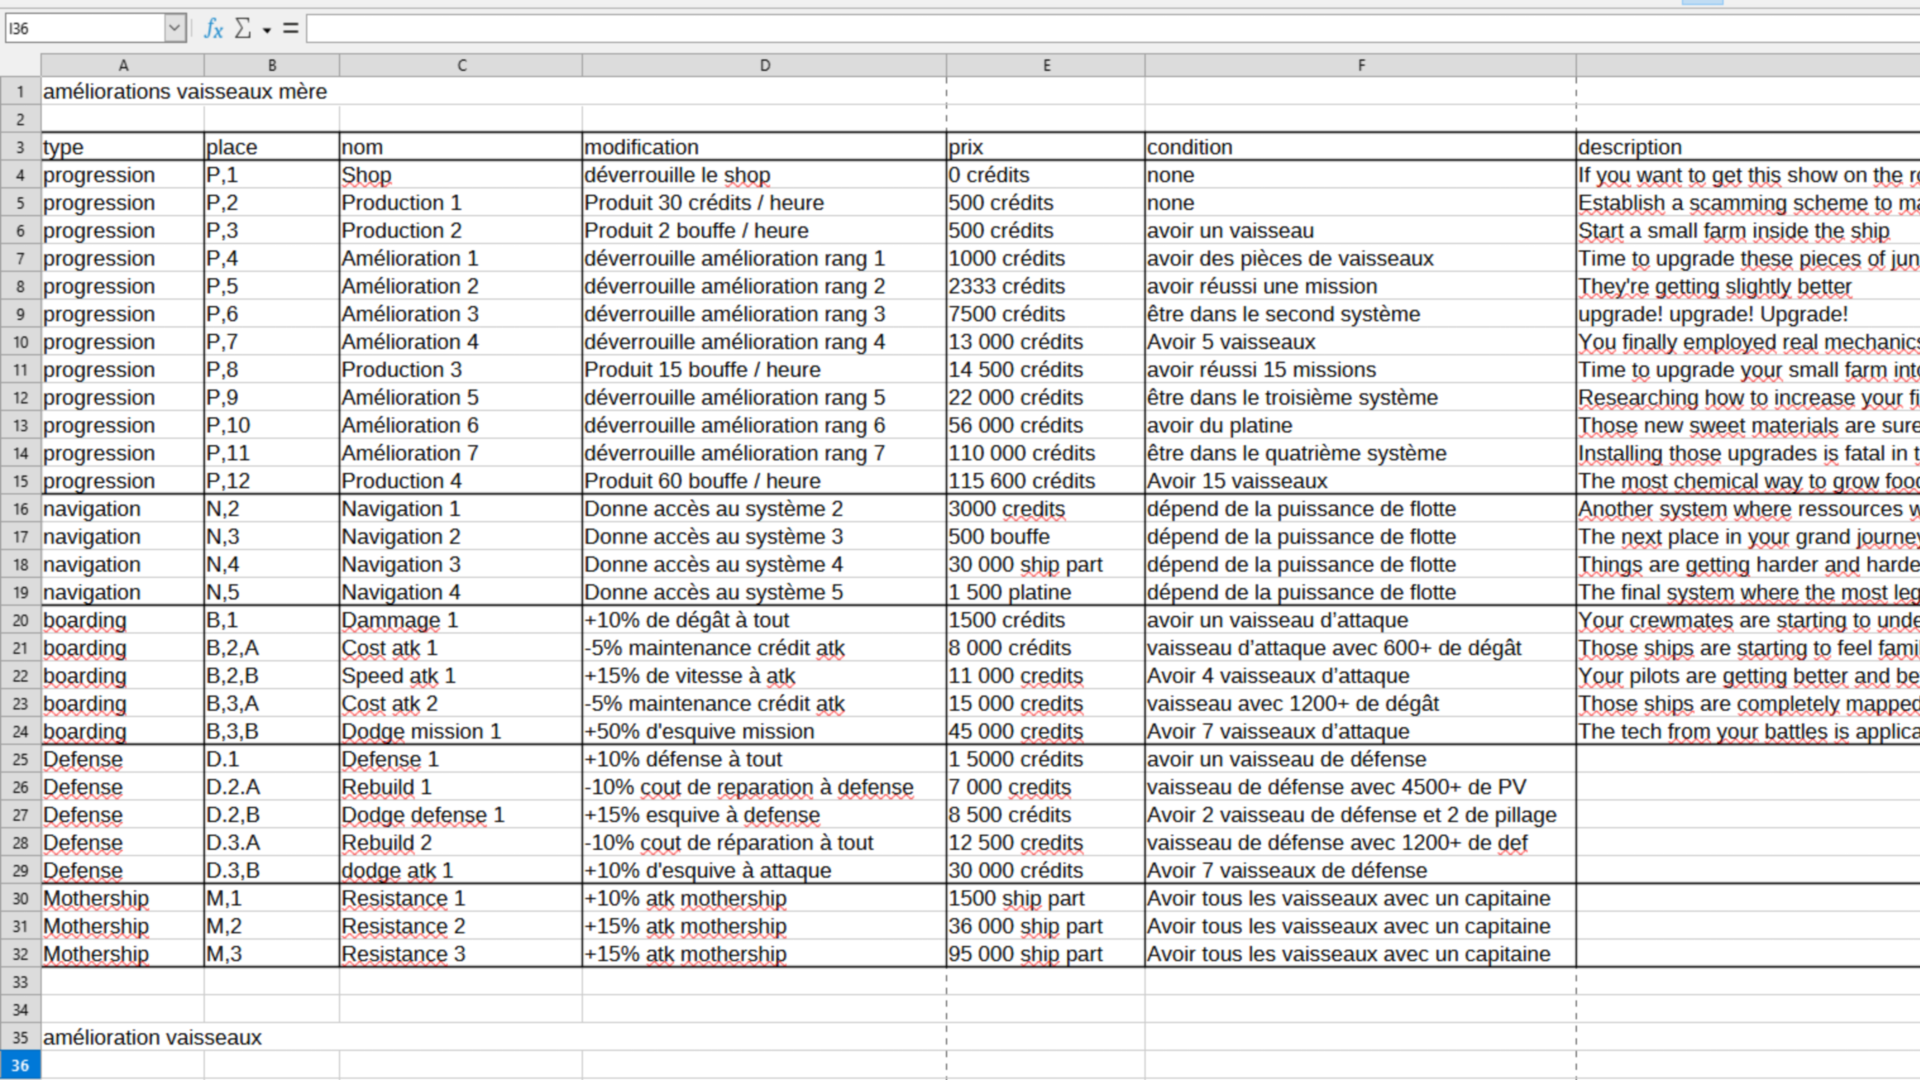 I36 fx Σ =
A B C D E F
1 améliorations vaisseaux mère
2
3 type place nom modification prix condition description
4 progression P,1 Shop déverrouille le shop 0 crédits none If you want to get this show on the
5 progression P,2 Production 1 Produit 30 crédits / heure 500 crédits none Establish a scamming scheme to
6 progression P,3 Production 2 Produit 2 bouffe / heure 500 crédits avoir un vaisseau Start a small farm inside the ship
7 progression P,4 Amélioration 1 déverrouille amélioration rang 1 1000 crédits avoir des pièces de vaisseaux Time to upgrade these pieces of
8 progression P,5 Amélioration 2 déverrouille amélioration rang 2 2333 crédits avoir réussi une mission They're getting slightly better
9 progression P,6 Amélioration 3 déverrouille amélioration rang 3 7500 crédits être dans le second système upgrade! upgrade! Upgrade!
10 progression P,7 Amélioration 4 déverrouille amélioration rang 4 13 000 crédits Avoir 5 vaisseaux You finally employed real mechanics
11 progression P,8 Production 3 Produit 15 bouffe / heure 14 500 crédits avoir réussi 15 missions Time to upgrade your small farm
12 progression P,9 Amélioration 5 déverrouille amélioration rang 5 22 000 crédits être dans le troisième système Researching how to increase your
13 progression P,10 Amélioration 6 déverrouille amélioration rang 6 56 000 crédits avoir du platine Those new sweet materials are sure
14 progression P,11 Amélioration 7 déverrouille amélioration rang 7 110 000 crédits être dans le quatrième système Installing those upgrades is fatal in
15 progression P,12 Production 4 Produit 60 bouffe / heure 115 600 crédits Avoir 15 vaisseaux The most chemical way to grow
16 navigation N,2 Navigation 1 Donne accès au système 2 3000 credits dépend de la puissance de flotte Another system where ressources
17 navigation N,3 Navigation 2 Donne accès au système 3 500 bouffe dépend de la puissance de flotte The next place in your grand
18 navigation N,4 Navigation 3 Donne accès au système 4 30 000 ship part dépend de la puissance de flotte Things are getting harder and
19 navigation N,5 Navigation 4 Donne accès au système 5 1 500 platine dépend de la puissance de flotte The final system where the most
20 boarding B,1 Dammage 1 +10% de dégât à tout 1500 crédits avoir un vaisseau d’attaque Your crewmates are starting to
21 boarding B,2,A Cost atk 1 -5% maintenance crédit atk 8 000 crédits vaisseau d’attaque avec 600+ de dégât Those ships are starting to feel
22 boarding B,2,B Speed atk 1 +15% de vitesse à atk 11 000 credits Avoir 4 vaisseaux d’attaque Your pilots are getting better and
23 boarding B,3,A Cost atk 2 -5% maintenance crédit atk 15 000 credits vaisseau avec 1200+ de dégât Those ships are completely mapped
24 boarding B,3,B Dodge mission 1 +50% d'esquive mission 45 000 credits Avoir 7 vaisseaux d’attaque The tech from your battles is
25 Defense D.1 Defense 1 +10% défense à tout 1 5000 crédits avoir un vaisseau de défense
26 Defense D.2.A Rebuild 1 -10% cout de reparation à defense 7 000 credits vaisseau de défense avec 4500+ de PV
27 Defense D.2,B Dodge defense 1 +15% esquive à defense 8 500 crédits Avoir 2 vaisseau de défense et 2 de pillage
28 Defense D.3.A Rebuild 2 -10% cout de réparation à tout 12 500 credits vaisseau de défense avec 1200+ de def
29 Defense D.3,B dodge atk 1 +10% d'esquive à attaque 30 000 crédits Avoir 7 vaisseaux de défense
30 Mothership M,1 Resistance 1 +10% atk mothership 1500 ship part Avoir tous les vaisseaux avec un capitaine
31 Mothership M,2 Resistance 2 +15% atk mothership 36 000 ship part Avoir tous les vaisseaux avec un capitaine
32 Mothership M,3 Resistance 3 +15% atk mothership 95 000 ship part Avoir tous les vaisseaux avec un capitaine
33
34
35 amélioration vaisseaux
36